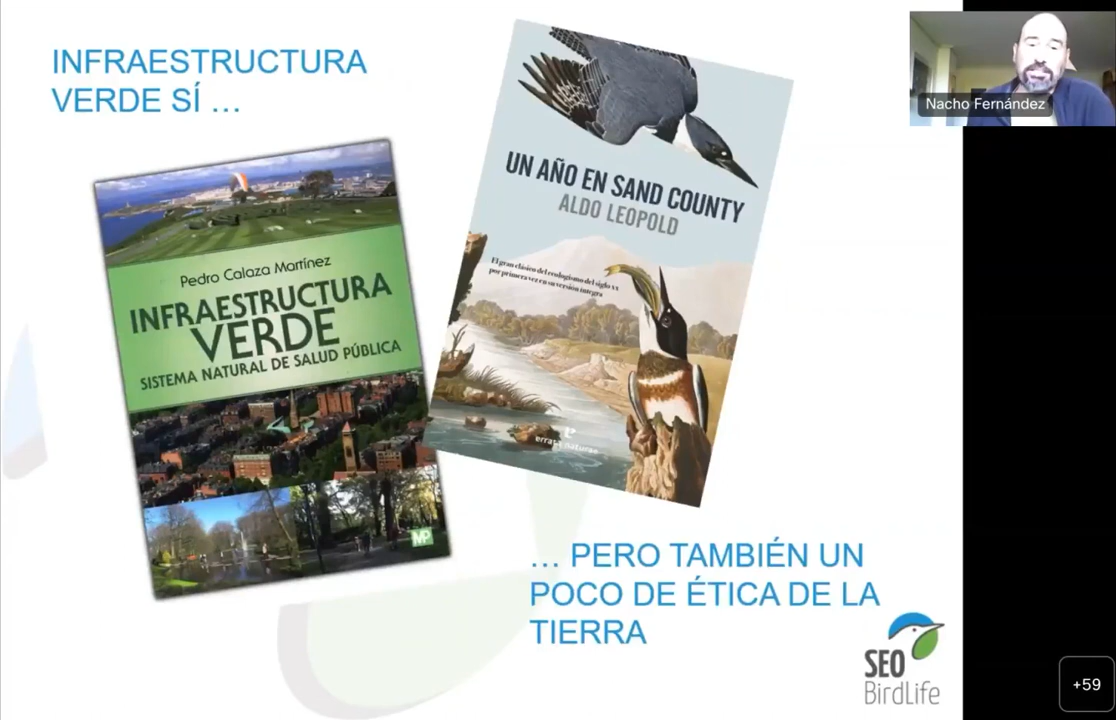 INFRAESTRUCTURA
VERDE SÍ ...
Nacho Fernández
Pedro Calaza Martínez
INFRAESTRUCTURA
VERDE
SISTEMA NATURAL DE SALUD PÚBLICA
MP
UN AÑO EN SAND COUNTY
ALDO LEOPOLD
El gran clásico del ecologismo del siglo XX
por primera vez en su versión íntegra
errata naturae
... PERO TAMBIÉN UN
POCO DE ÉTICA DE LA
TIERRA
SEO
BirdLife
+59